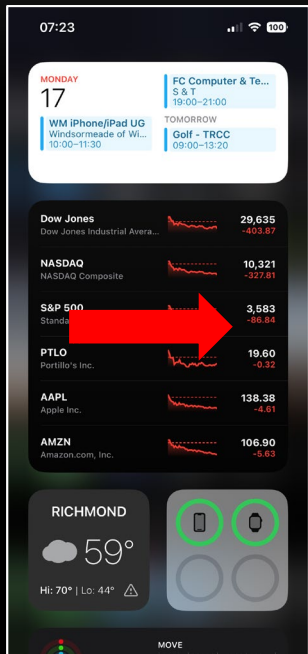 07:23
100
MONDAY
17
WM iPhone/iPad UG
Windsormeade of Wi...
10:00–11:30
FC Computer & Te...
S & T
19:00–21:00
TOMORROW
Golf - TRCC
09:00–13:20
Dow Jones 29,635
Dow Jones Industrial Avera... -403.87
NASDAQ 10,321
NASDAQ Composite -327.81
S&P 500 3,583
Standa -86.84
PTLO 19.60
Portillo's Inc. -0.32
AAPL 138.38
Apple Inc. -4.61
AMZN 106.90
Amazon.com, Inc. -5.63
RICHMOND
59°
Hi: 70° | Lo: 44°
MOVE